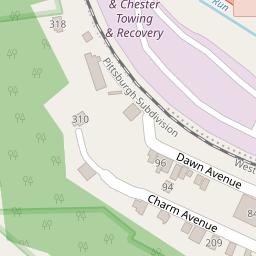 & Chester
Towing
& Recovery
Run
318
Pittsburgh Subdivision
310
West
96
Dawn Avenue
94
Charm Avenue
84
209